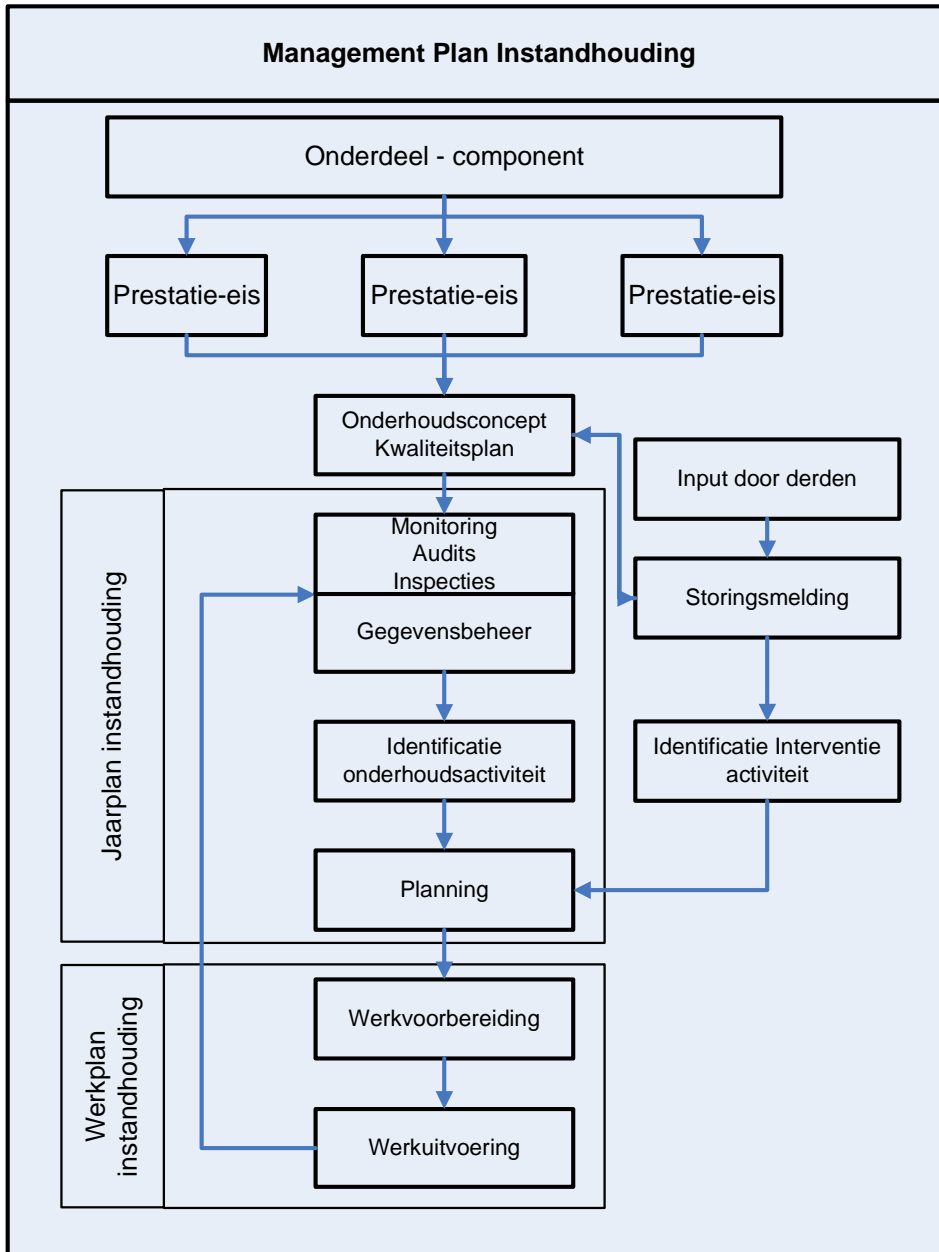 Management Plan Instandhouding
Onderdeel - component
Prestatie-eis
Prestatie-eis
Prestatie-eis
Onderhoudsconcept
Kwaliteitsplan
Input door derden
Jaarplan instandhouding
Monitoring
Audits
Inspecties
Gegevensbeheer
Storingsmelding
Identificatie
onderhoudsactiviteit
Identificatie Interventie
activiteit
Planning
Werkplan
instandhouding
Werkvoorbereiding
Werkuitvoering